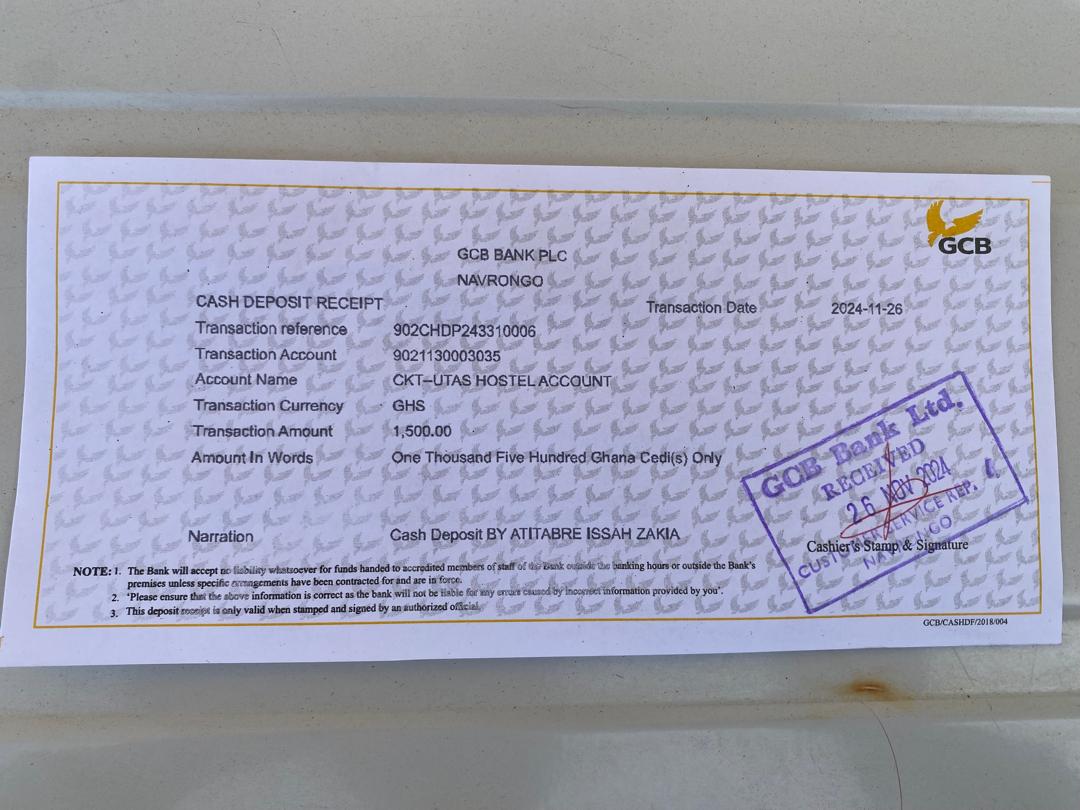 GCB
GCB BANK PLC
NAVRONGO
CASH DEPOSIT RECEIPT
Transaction Date 2024-11-26
Transaction reference 902CHDP243310006
Transaction Account 9021130003035
Account Name CKT-UTAS HOSTEL ACCOUNT
Transaction Currency GHS
Transaction Amount 1,500.00
Amount In Words One Thousand Five Hundred Ghana Cedi(s) Only
GCB Bank Ltd.
RECEIVED
26 NOV 2024
CUSTOMER SERVICE REP. 4
NAVRONGO
Narration Cash Deposit BY ATITABRE ISSAH ZAKIA
Cashier's Stamp & Signature
NOTE: 1. The Bank will accept no liability whatsoever for funds handed to accredited members of staff of the Bank outside the banking hours or outside the Bank's
premises unless specific arrangements have been contracted for and are in force.
2. 'Please ensure that the above information is correct as the bank will not be liable for any errors caused by incorrect information provided by you'.
3. This deposit receipt is only valid when stamped and signed by an authorized official.
GCB/CASHDF/2018/004